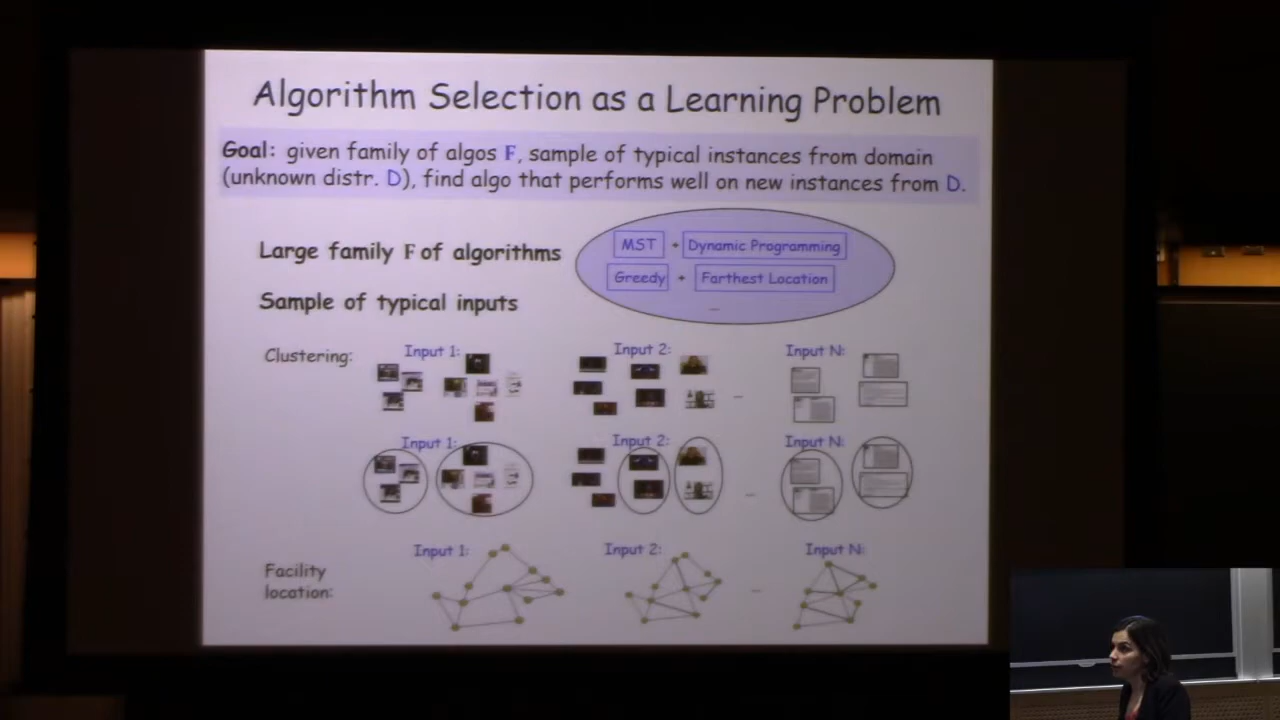 Algorithm Selection as a Learning Problem
Goal: given family of algos F, sample of typical instances from domain
(unknown distr. D), find algo that performs well on new instances from D.
Large family F of algorithms
MST + Dynamic Programming
Greedy + Farthest Location
...
Sample of typical inputs
Clustering: Input 1: Input 2: Input N:
...
Input 1: Input 2: Input N:
...
Facility
location: Input 1: Input 2: Input N:
...